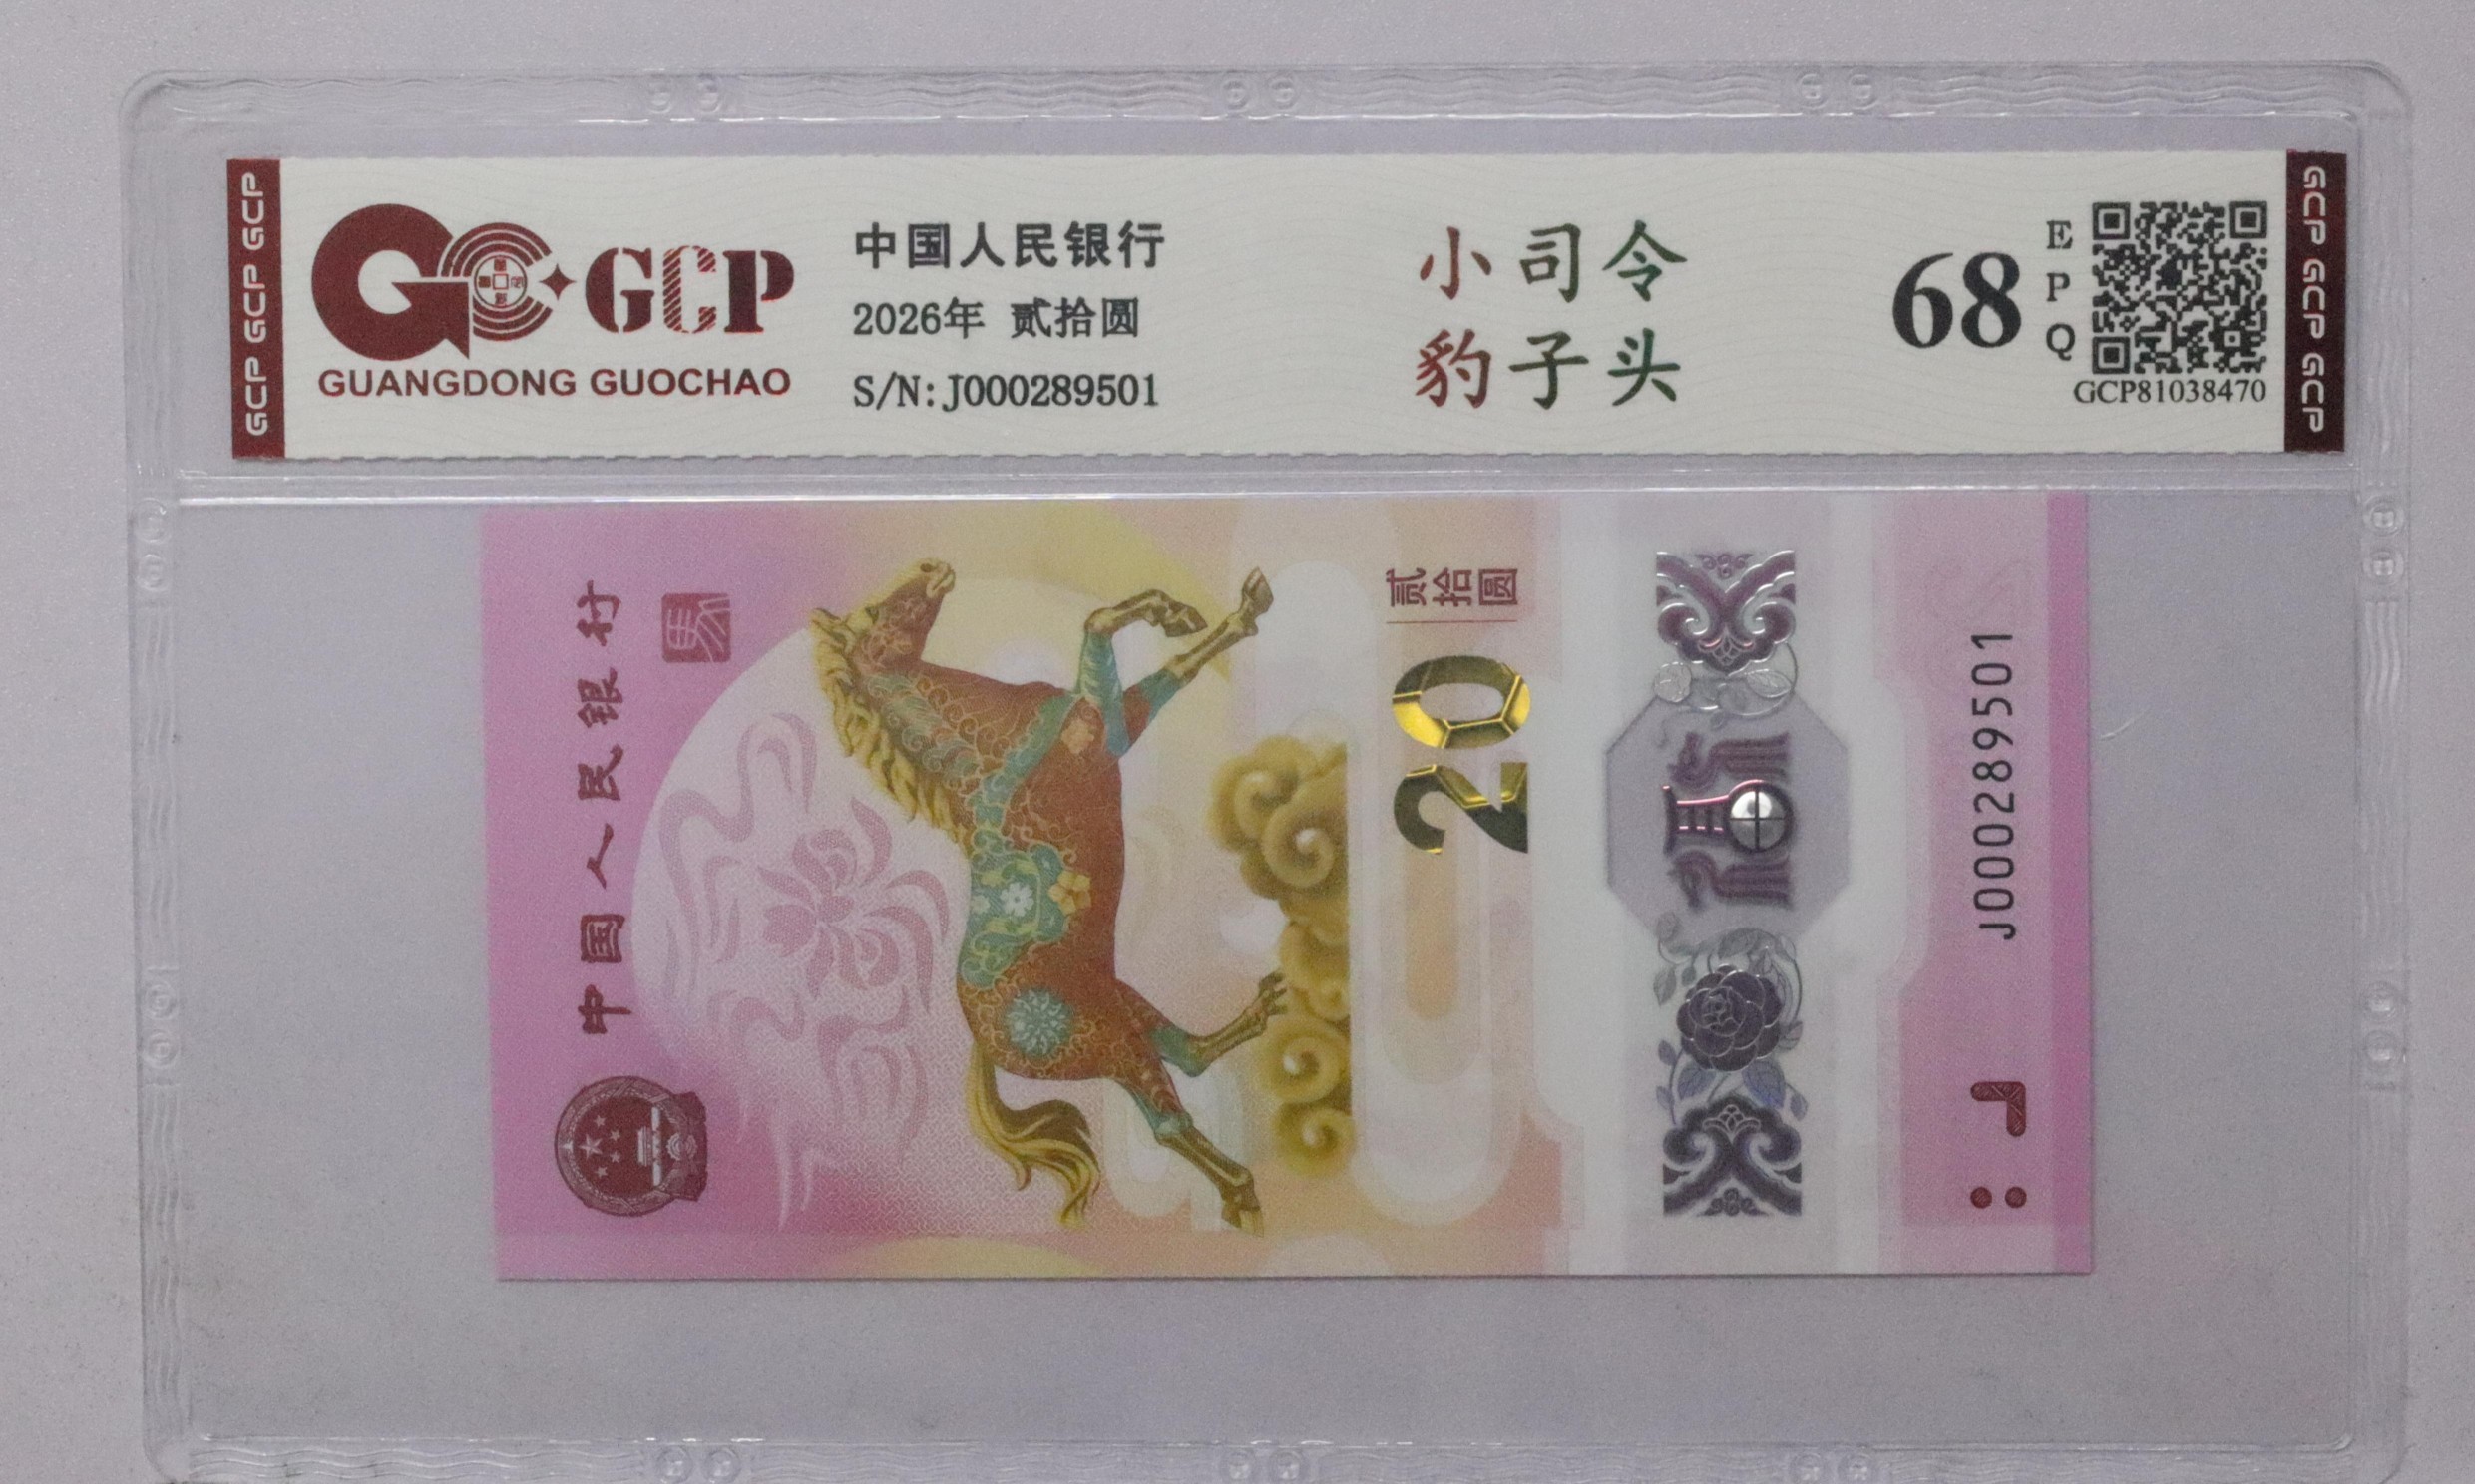 GCP GCP GCP
GCP
GUANGDONG GUOCHAO
中国人民银行
2026年 贰拾圆
S/N:J000289501
小司令
豹子头
68
E
P
Q
GCP81038470
GCP GCP GCP
中国人民银行
马
贰拾圆
20
福
J000289501